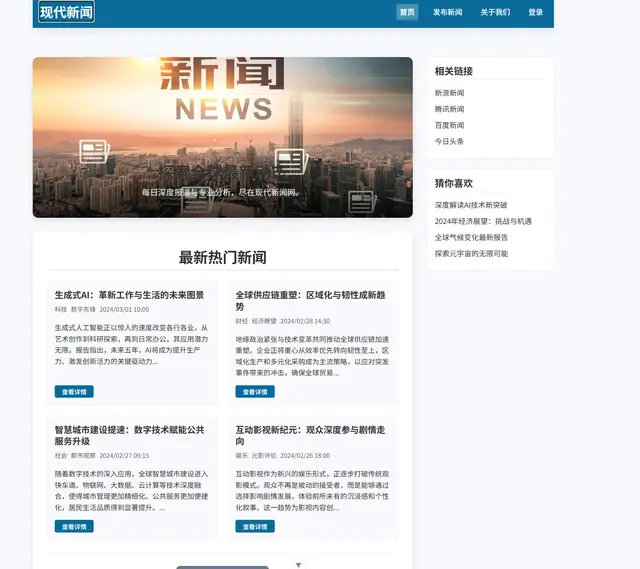 现代新闻
首页 发布新闻 关于我们 登录
新闻
NEWS
每日深度报道与专业分析，尽在现代新闻网。
相关链接
新浪新闻
腾讯新闻
百度新闻
今日头条
猜你喜欢
深度解读AI技术新突破
2024年经济展望：挑战与机遇
全球气候变化最新报告
探索元宇宙的无限可能
最新热门新闻
生成式AI：革新工作与生活的未来图景
科技 数字先锋 2024/03/01 10:00
生成式人工智能正以惊人的速度改变各行各业，从
艺术创作到科研探索，再到日常办公，其应用潜力
无限。报告指出，未来五年，AI将成为提升生产
力、激发创新活力的关键驱动力...
查看详情
全球供应链重塑：区域化与韧性成新趋
势
财经 经济瞭望 2024/02/28 14:30
地缘政治紧张与技术变革共同推动全球供应链加速
重塑。企业正将重心从效率优先转向韧性至上，区
域化生产和多元化采购成为主流策略，以应对突发
事件带来的冲击，确保全球贸易...
查看详情
智慧城市建设提速：数字技术赋能公共
服务升级
社会 都市观察 2024/02/27 09:15
随着数字技术的深入应用，全球智慧城市建设进入
快车道。物联网、大数据、云计算等技术深度融
合，使得城市管理更加精细化、公共服务更加便捷
化，居民生活品质得到显著提升。...
查看详情
互动影视新纪元：观众深度参与剧情走
向
娱乐 光影评论 2024/02/26 18:00
互动影视作为新兴的娱乐形式，正逐步打破传统观
影模式。观众不再是被动的接受者，而是能够通过
选择影响剧情发展，体验前所未有的沉浸感和个性
化叙事。这一趋势为影视内容创...
查看详情